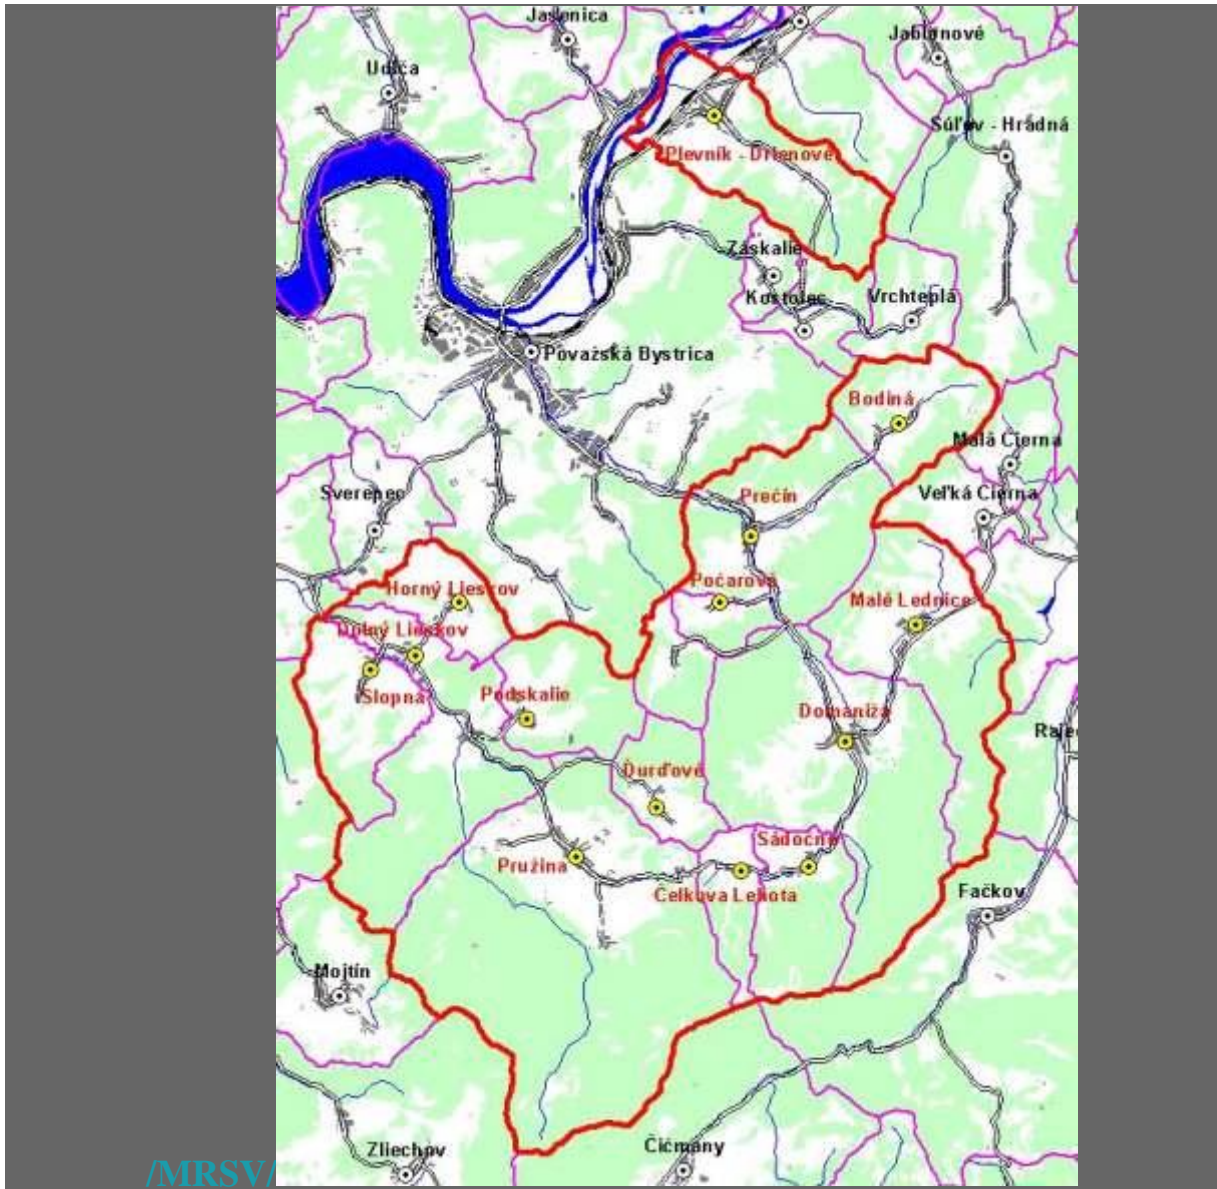 Jasenica
Jablonové
Udiča
Súľov - Hrádná
Plevník - Drienové
Záskalie
Kostolec
Vrchteplá
Považská Bystrica
Bodiná
Malá Čierna
Sverepec
Prečín
Veľká Čierna
Horný Lieskov
Počarová
Malé Lednice
Dolný Lieskov
Slopná
Podskalie
Domaniža
Raje
Ďurďové
Sádočné
Pružina
Čelkova Lehota
Fačkov
Mojtín
Zliechov
Čičmany
/MRSV/